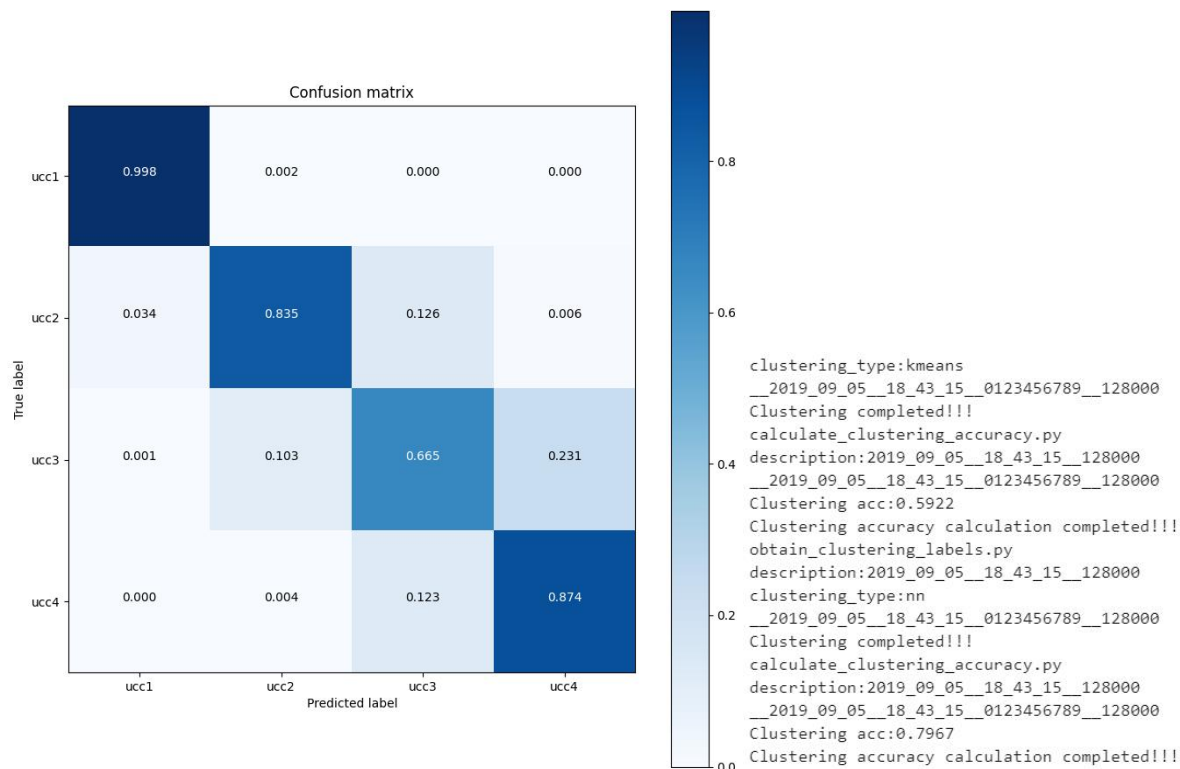 Confusion matrix
ucc1 0.998 0.002 0.000 0.000
ucc2 0.034 0.835 0.126 0.006
ucc3 0.001 0.103 0.665 0.231
ucc4 0.000 0.004 0.123 0.874
True label
ucc1 ucc2 ucc3 ucc4
Predicted label
0.8
0.6
0.4
0.2
0.0
clustering_type:kmeans
__2019_09_05__18_43_15__0123456789__128000
Clustering completed!!!
calculate_clustering_accuracy.py
description:2019_09_05__18_43_15__128000
__2019_09_05__18_43_15__0123456789__128000
Clustering acc:0.5922
Clustering accuracy calculation completed!!!
obtain_clustering_labels.py
description:2019_09_05__18_43_15__128000
clustering_type:nn
__2019_09_05__18_43_15__0123456789__128000
Clustering completed!!!
calculate_clustering_accuracy.py
description:2019_09_05__18_43_15__128000
__2019_09_05__18_43_15__0123456789__128000
Clustering acc:0.7967
Clustering accuracy calculation completed!!!